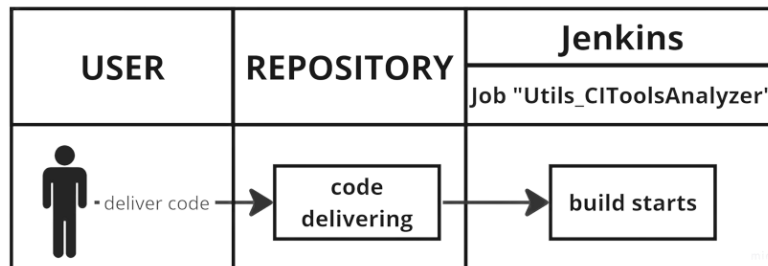 USER
REPOSITORY
Jenkins
Job "Utils_CIToolsAnalyzer"
deliver code
code
delivering
build starts